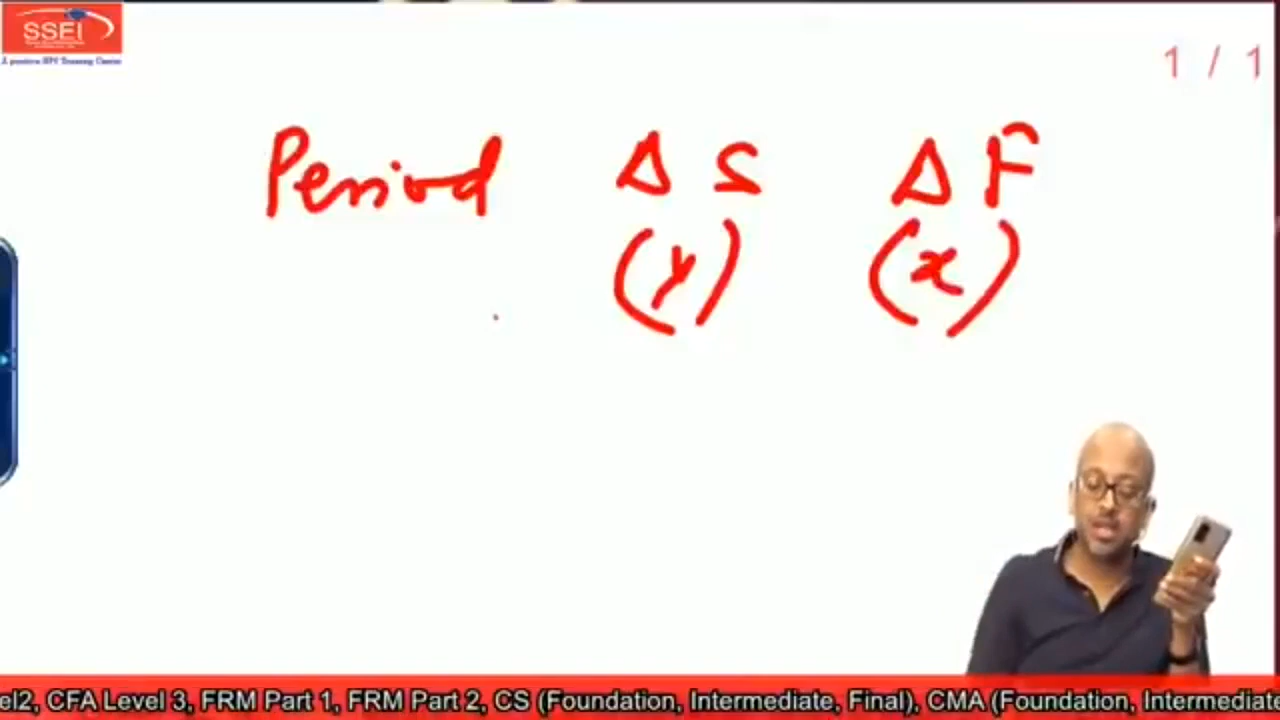 SSEI
1 / 1
Period ΔS ΔF
(y) (x)
el2, CFA Level 3, FRM Part 1, FRM Part 2, CS (Foundation, Intermediate, Final), CMA (Foundation, Intermediate